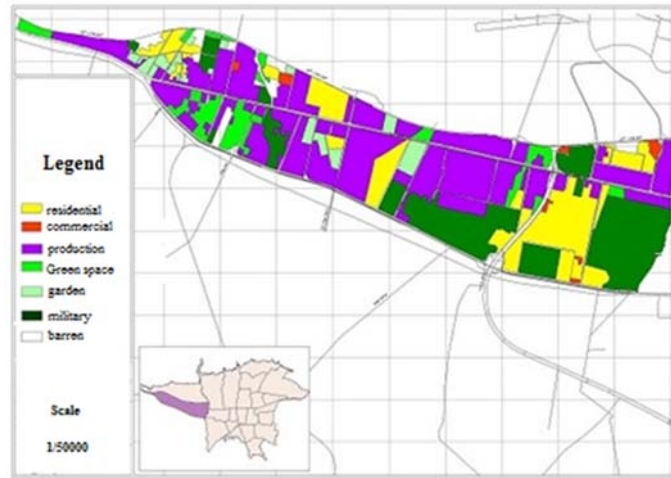 Legend
residential
commercial
production
Green space
garden
military
barren
Scale
1/50000